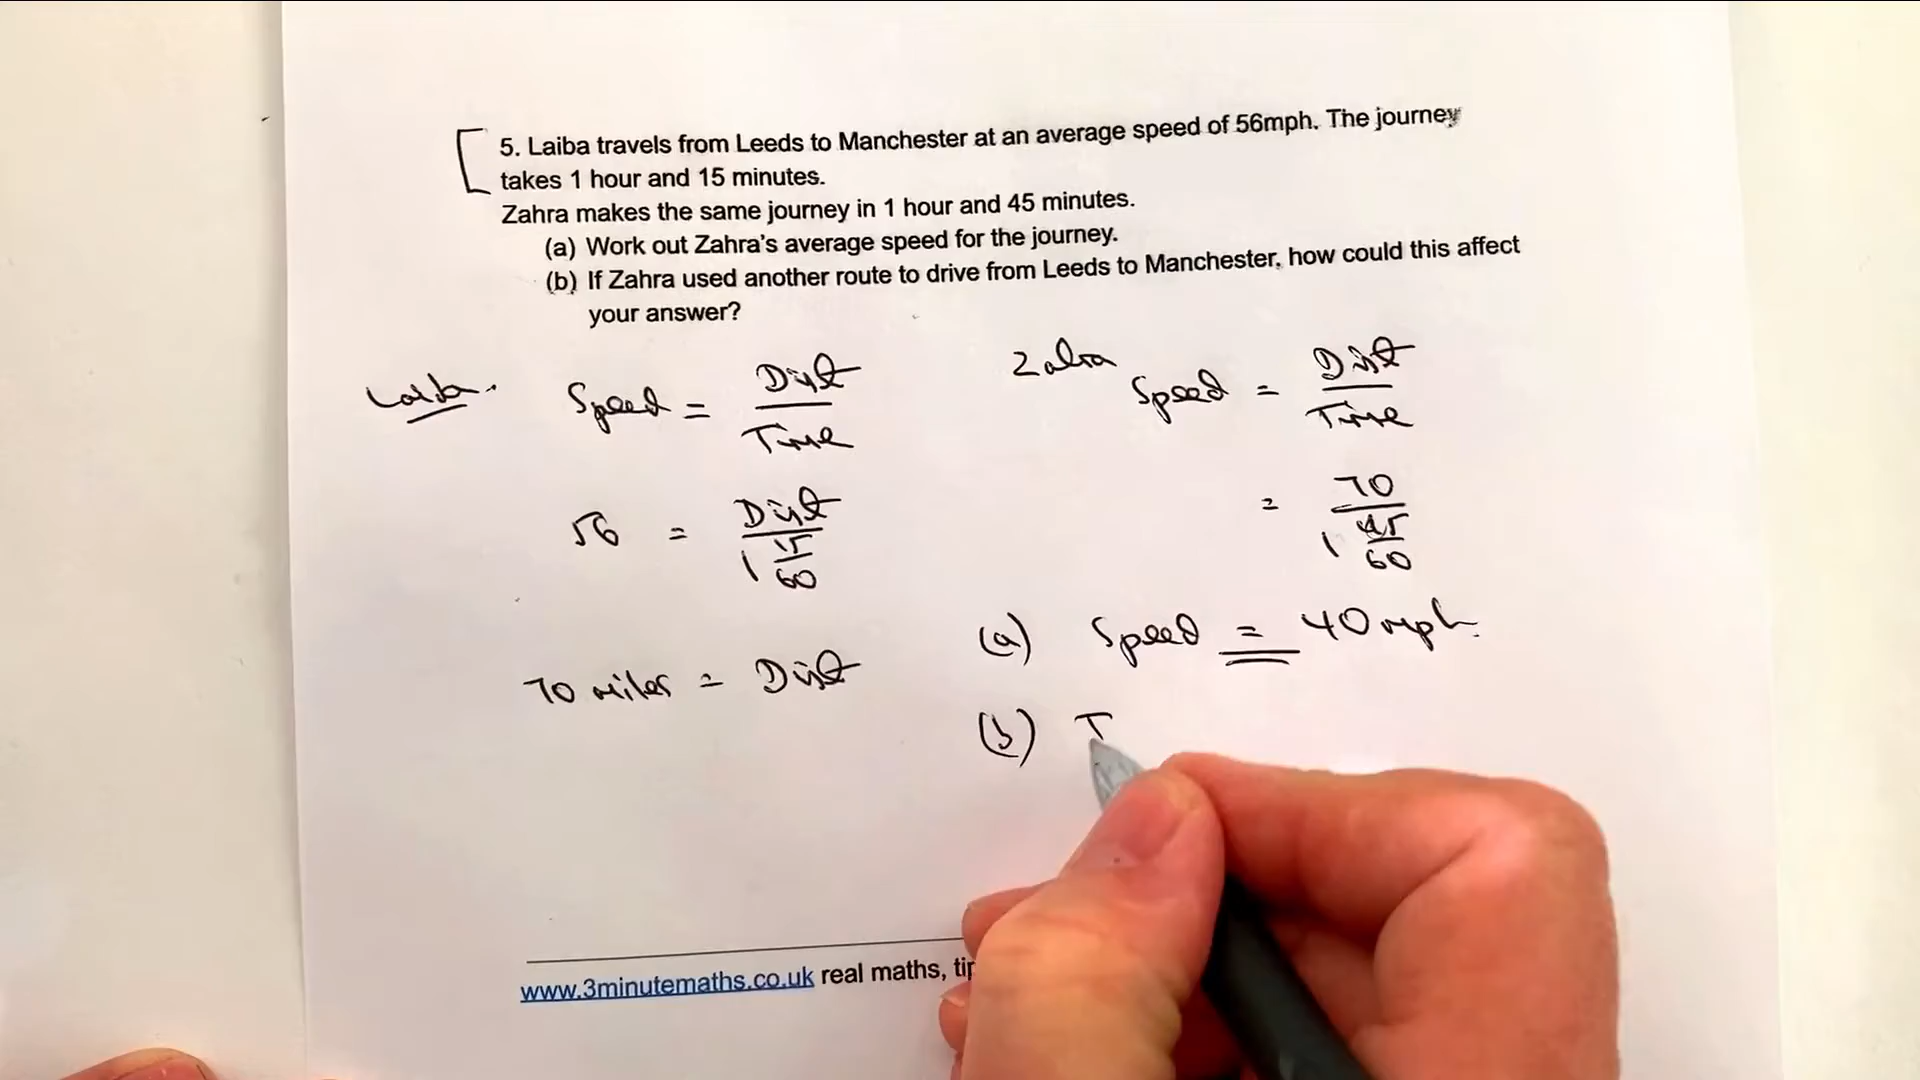 5. Laiba travels from Leeds to Manchester at an average speed of 56mph. The journey
takes 1 hour and 15 minutes.
Zahra makes the same journey in 1 hour and 45 minutes.
(a) Work out Zahra's average speed for the journey.
(b) If Zahra used another route to drive from Leeds to Manchester, how could this affect
your answer?
Laiba. Speed = Dist
Time
56 = Dist
1 15
60
70 miles = Dist
Zahra Speed = Dist
Time
= 70
1 45
60
(a) Speed = 40mph.
(b) T
www.3minutemaths.co.uk real maths,